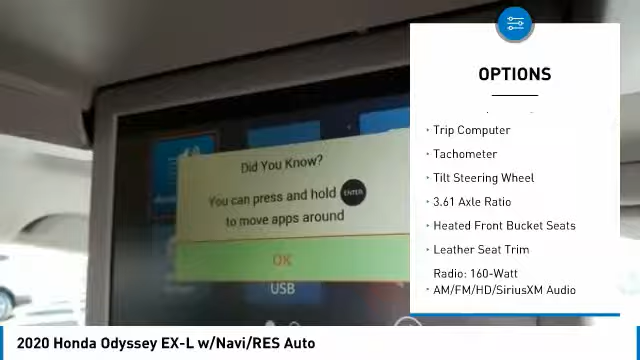 Did You Know?
You can press and hold ENTER
to move apps around
OK
USB
OPTIONS
Trip Computer
Tachometer
Tilt Steering Wheel
3.61 Axle Ratio
Heated Front Bucket Seats
Leather Seat Trim
Radio: 160-Watt
AM/FM/HD/SiriusXM Audio
2020 Honda Odyssey EX-L w/Navi/RES Auto